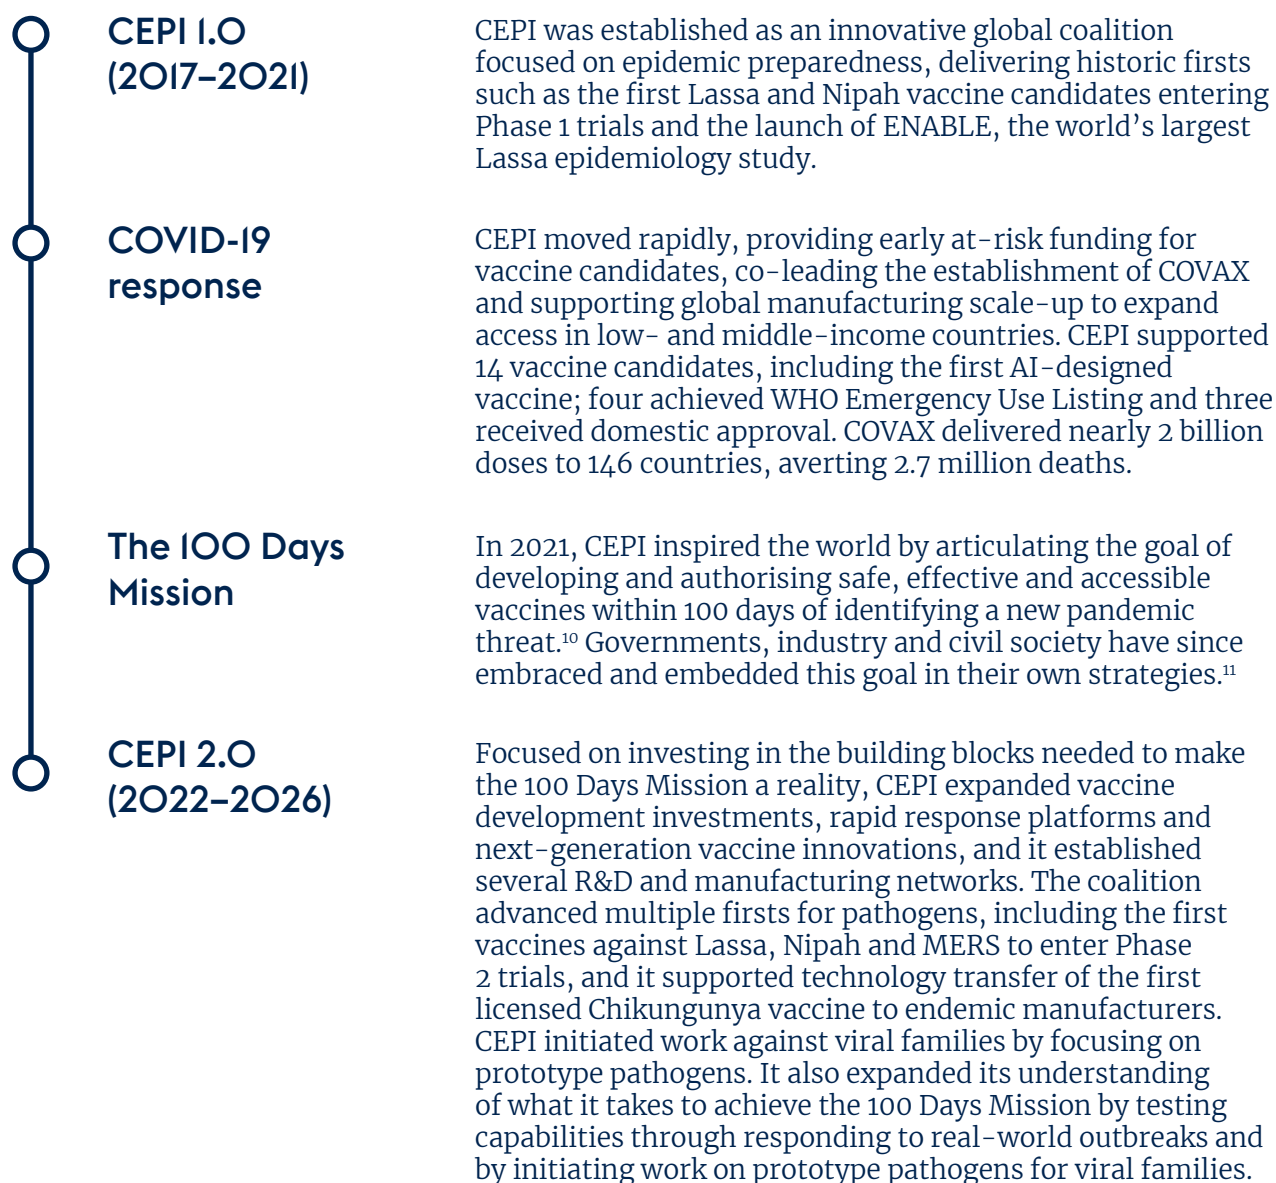 CEPI 1.0
(2017–2021)
CEPI was established as an innovative global coalition
focused on epidemic preparedness, delivering historic firsts
such as the first Lassa and Nipah vaccine candidates entering
Phase 1 trials and the launch of ENABLE, the world’s largest
Lassa epidemiology study.
COVID-19
response
CEPI moved rapidly, providing early at-risk funding for
vaccine candidates, co-leading the establishment of COVAX
and supporting global manufacturing scale-up to expand
access in low- and middle-income countries. CEPI supported
14 vaccine candidates, including the first AI-designed
vaccine; four achieved WHO Emergency Use Listing and three
received domestic approval. COVAX delivered nearly 2 billion
doses to 146 countries, averting 2.7 million deaths.
The 100 Days
Mission
In 2021, CEPI inspired the world by articulating the goal of
developing and authorising safe, effective and accessible
vaccines within 100 days of identifying a new pandemic
threat.¹⁰ Governments, industry and civil society have since
embraced and embedded this goal in their own strategies.¹¹
CEPI 2.0
(2022–2026)
Focused on investing in the building blocks needed to make
the 100 Days Mission a reality, CEPI expanded vaccine
development investments, rapid response platforms and
next-generation vaccine innovations, and it established
several R&D and manufacturing networks. The coalition
advanced multiple firsts for pathogens, including the first
vaccines against Lassa, Nipah and MERS to enter Phase
2 trials, and it supported technology transfer of the first
licensed Chikungunya vaccine to endemic manufacturers.
CEPI initiated work against viral families by focusing on
prototype pathogens. It also expanded its understanding
of what it takes to achieve the 100 Days Mission by testing
capabilities through responding to real-world outbreaks and
by initiating work on prototype pathogens for viral families.